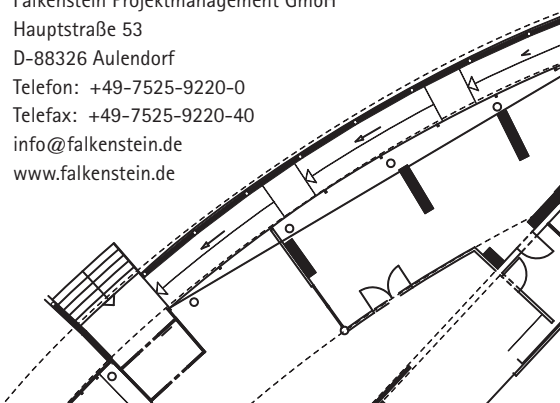 Falkenstein Projektmanagement GmbH
Hauptstraße 53
D-88326 Aulendorf
Telefon: +49-7525-9220-0
Telefax: +49-7525-9220-40
info@falkenstein.de
www.falkenstein.de